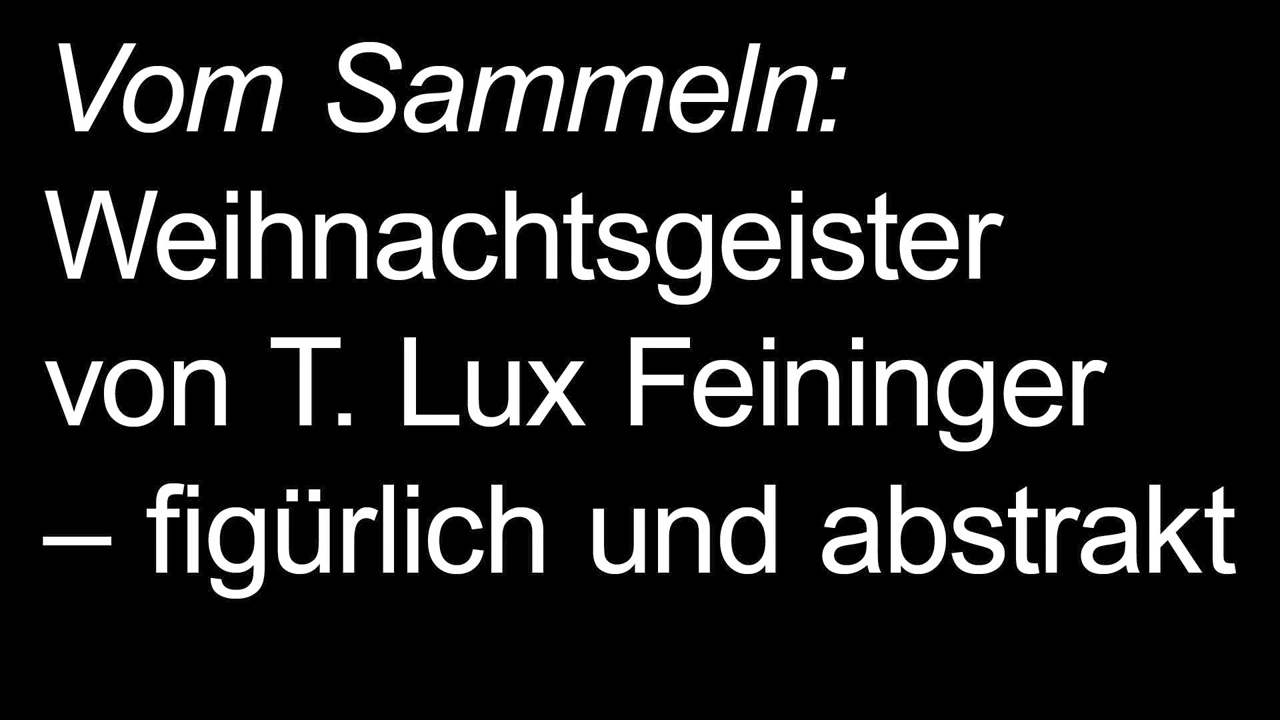 Vom Sammeln:
Weihnachtsgeister
von T. Lux Feininger
– figürlich und abstrakt